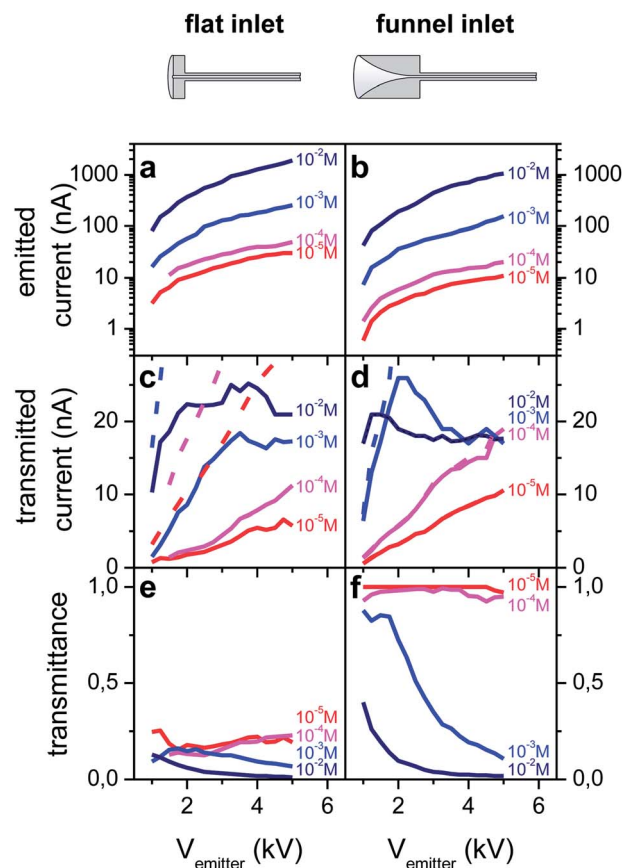 flat inlet funnel inlet
a b
10⁻²M 10⁻²M
10⁻³M 10⁻³M
10⁻⁴M 10⁻⁴M
10⁻⁵M 10⁻⁵M
emitted
current (nA)
1000 1000
100 100
10 10
1 1
c d
10⁻²M 10⁻²M
10⁻³M 10⁻³M
10⁻⁴M 10⁻⁴M
10⁻⁵M 10⁻⁵M
transmitted
current (nA)
20 20
10 10
0 0
e f
10⁻⁵M 10⁻⁵M
10⁻⁴M 10⁻⁴M
10⁻³M 10⁻³M
10⁻²M 10⁻²M
transmittance
1,0 1,0
0,5 0,5
0,0 0,0
2 4 6 2 4 6
V emitter (kV) V emitter (kV)